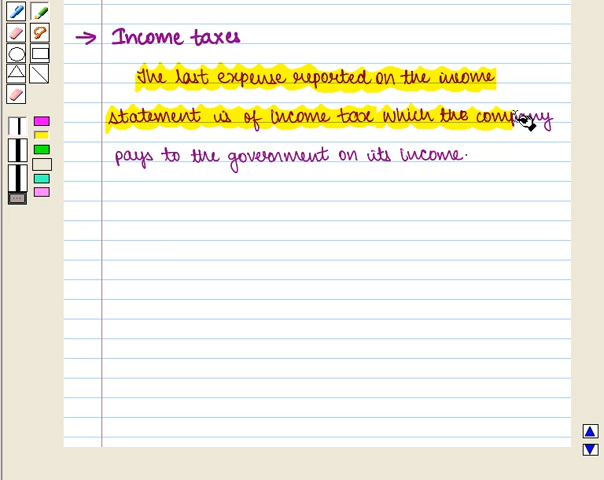 → Income taxes
The last expense reported on the income
statement is of income tax which the company
pays to the government on its income.